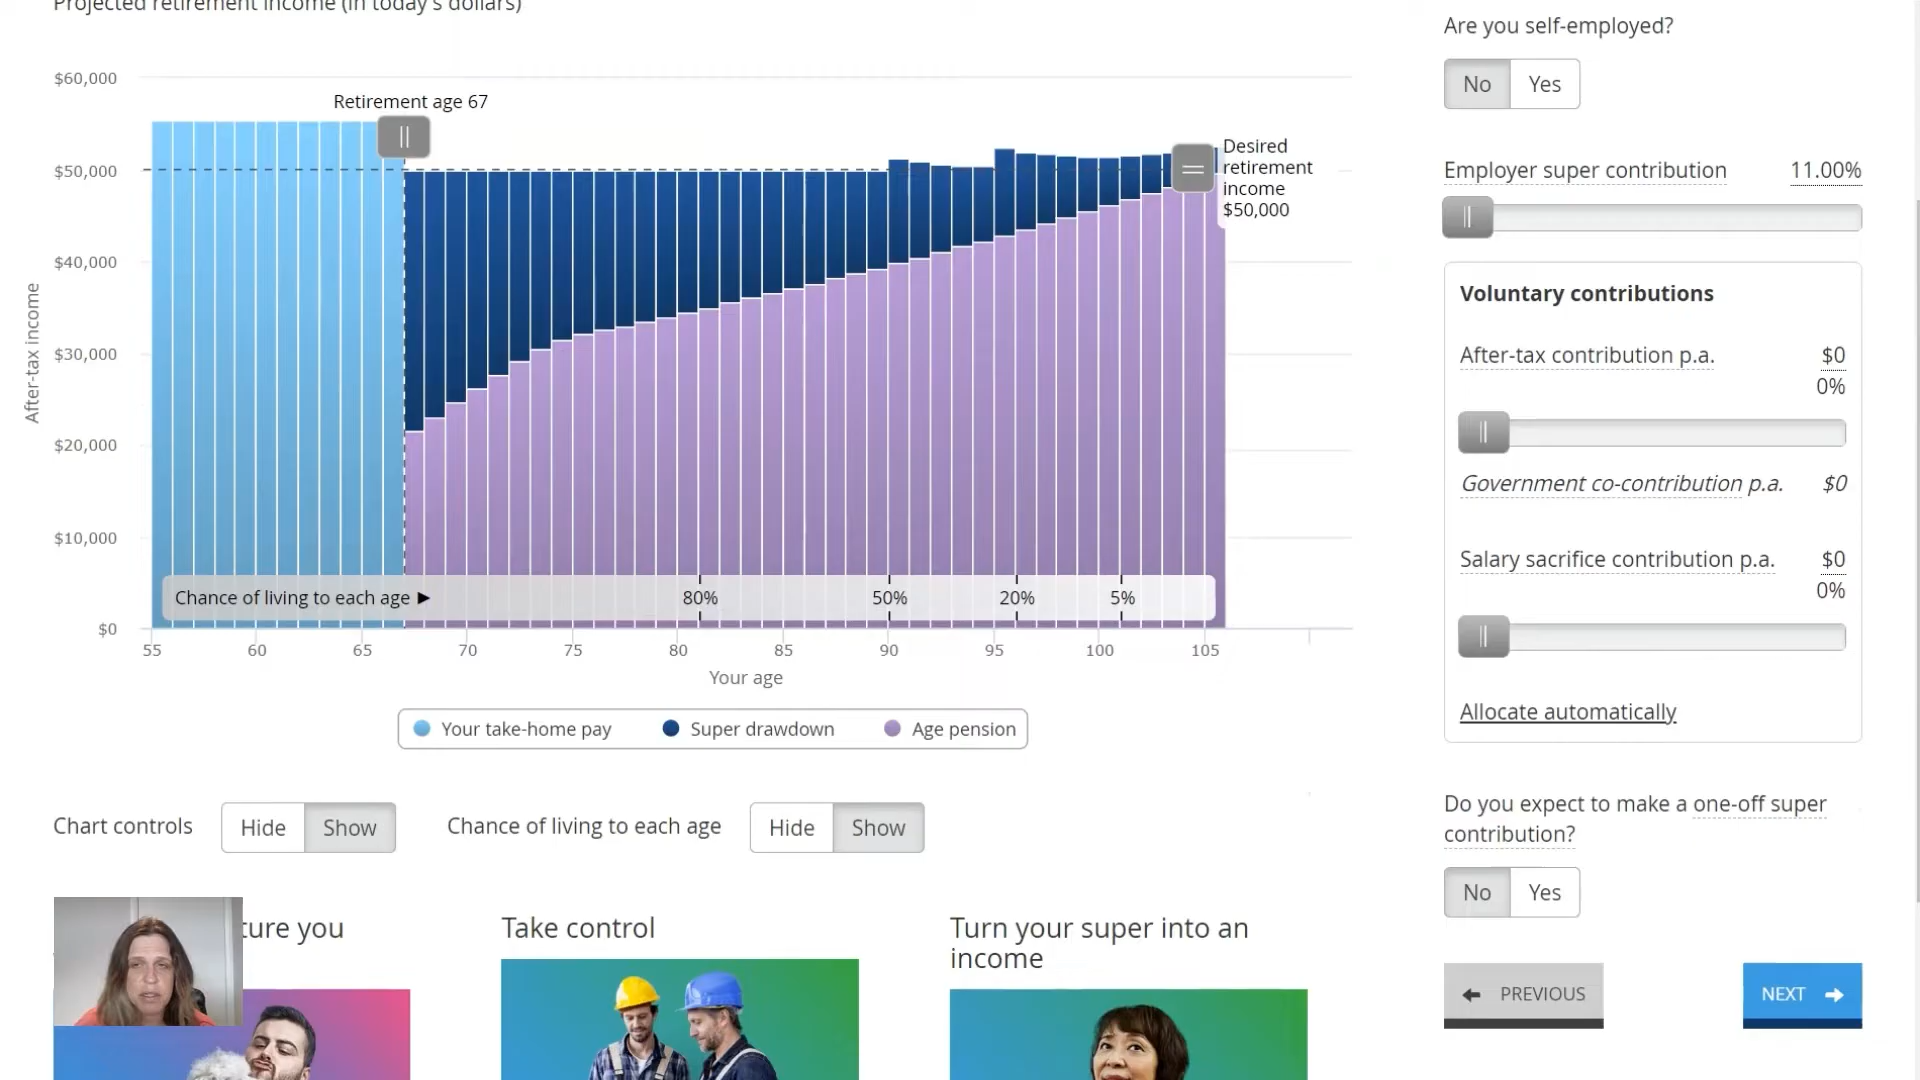 Projected retirement income (in today's dollars)
$60,000
$50,000
$40,000
$30,000
$20,000
$10,000
$0
After-tax income
Retirement age 67
Desired
retirement
income
$50,000
Chance of living to each age ▶
80%
50%
20%
5%
55
60
65
70
75
80
85
90
95
100
105
Your age
Your take-home pay
Super drawdown
Age pension
Chart controls
Hide
Show
Chance of living to each age
Hide
Show
ture you
Take control
Turn your super into an
income
Are you self-employed?
No
Yes
Employer super contribution
11.00%
Voluntary contributions
After-tax contribution p.a.
$0
0%
Government co-contribution p.a.
$0
Salary sacrifice contribution p.a.
$0
0%
Allocate automatically
Do you expect to make a one-off super
contribution?
No
Yes
PREVIOUS
NEXT